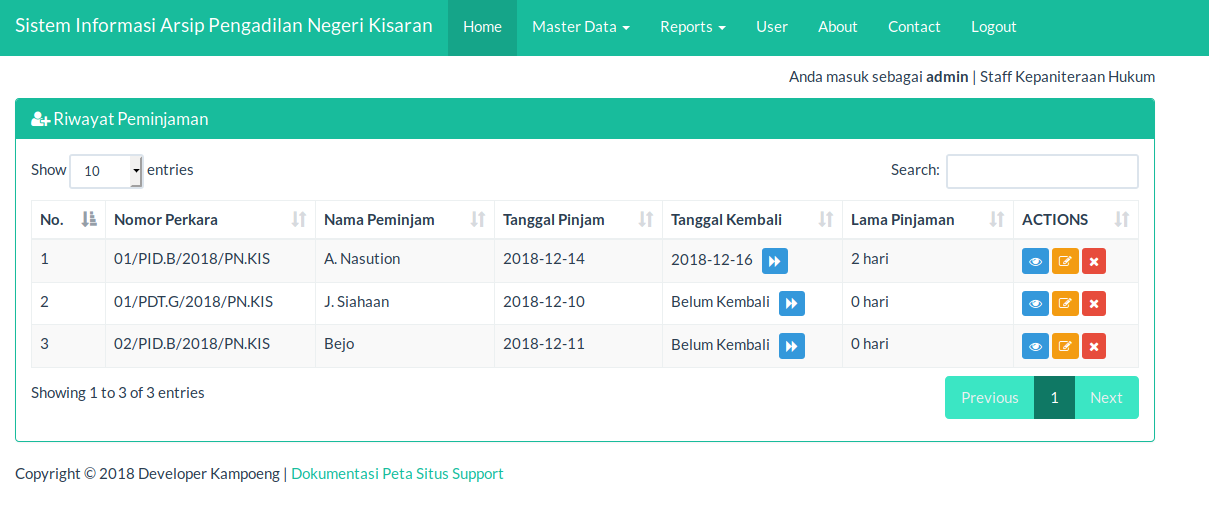 Sistem Informasi Arsip Pengadilan Negeri Kisaran Home Master Data Reports User About Contact Logout
Anda masuk sebagai admin | Staff Kepaniteraan Hukum
Riwayat Peminjaman
Show 10 entries Search:
No. Nomor Perkara Nama Peminjam Tanggal Pinjam Tanggal Kembali Lama Pinjaman ACTIONS
1 01/PID.B/2018/PN.KIS A. Nasution 2018-12-14 2018-12-16 2 hari
2 01/PDT.G/2018/PN.KIS J. Siahaan 2018-12-10 Belum Kembali 0 hari
3 02/PID.B/2018/PN.KIS Bejo 2018-12-11 Belum Kembali 0 hari
Showing 1 to 3 of 3 entries Previous 1 Next
Copyright © 2018 Developer Kampoeng | Dokumentasi Peta Situs Support